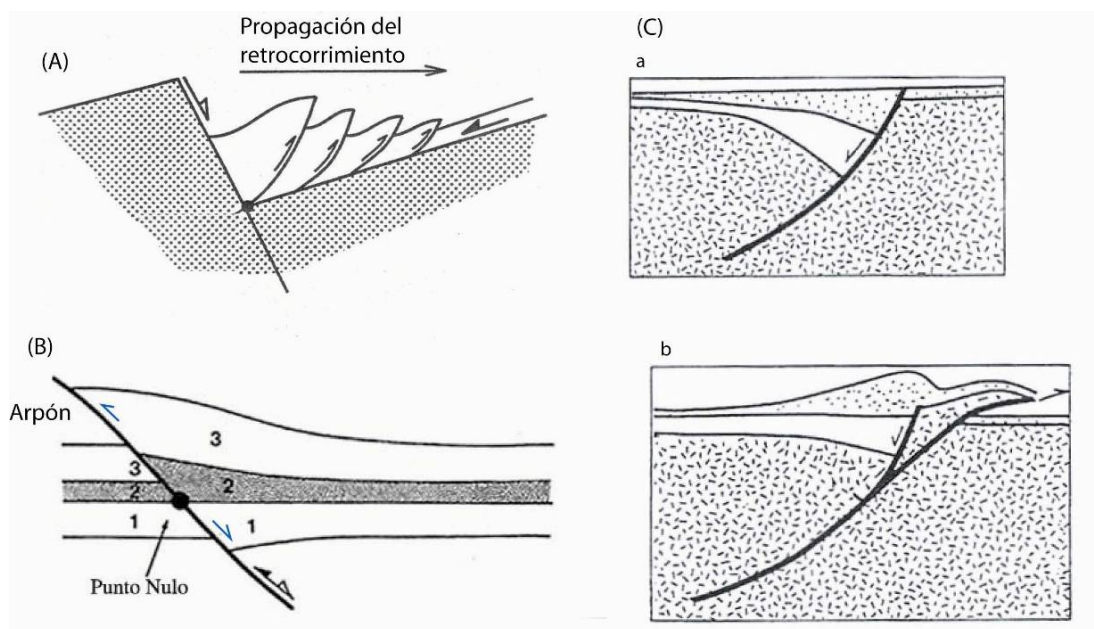 Propagación del
retrocorrimiento
(A)
(B)
Arpón
3
3
2
2
1
1
Punto Nulo
(C)
a
b